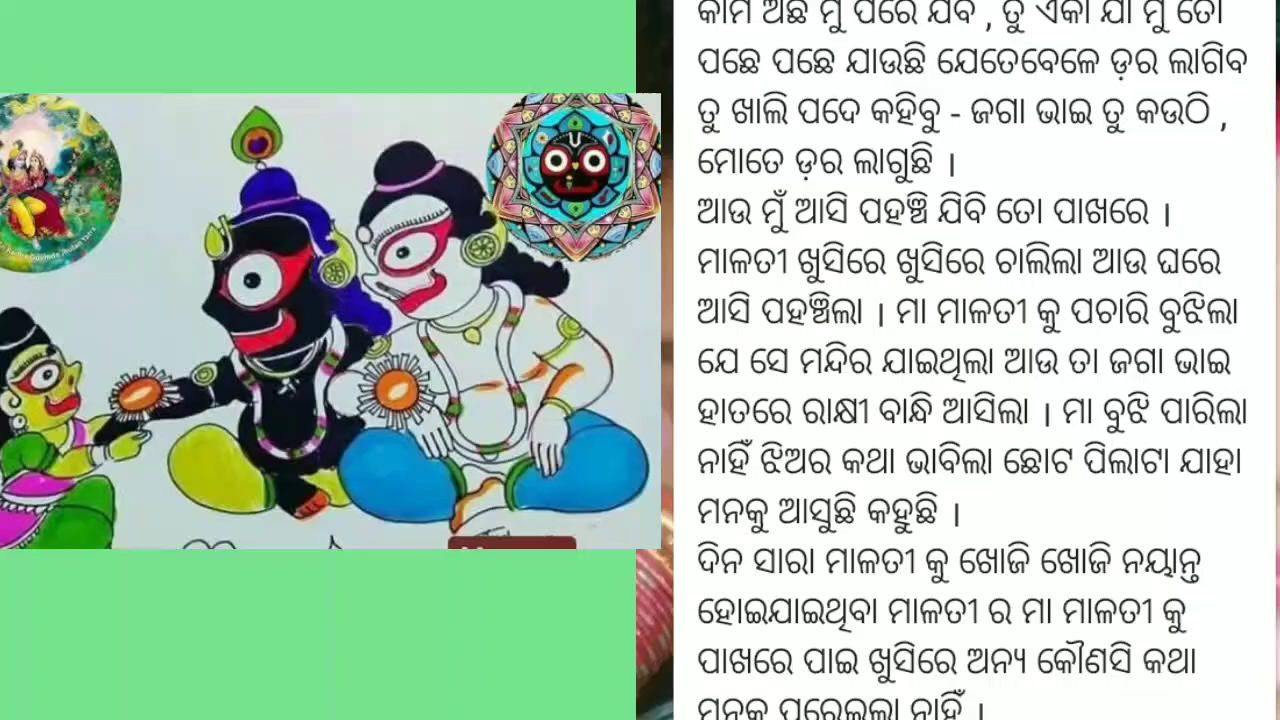 କାମ ଅଛି ମୁଁ ପରେ ଯିବି , ତୁ ଏକା ଯା ମୁଁ ତୋ
ପଛେ ପଛେ ଯାଉଛି ଯେତେବେଳେ ଡ଼ର ଲାଗିବ
ତୁ ଖାଲି ପଦେ କହିବୁ - ଜଗା ଭାଇ ତୁ କଉଠି ,
ମୋତେ ଡ଼ର ଲାଗୁଛି ।
ଆଉ ମୁଁ ଆସି ପହଞ୍ଚି ଯିବି ତୋ ପାଖରେ ।
ମାଳତୀ ଖୁସିରେ ଖୁସିରେ ଚାଲିଲା ଆଉ ଘରେ
ଆସି ପହଞ୍ଚିଲା । ମା ମାଳତୀ କୁ ପଚାରି ବୁଝିଲା
ଯେ ସେ ମନ୍ଦିର ଯାଇଥିଲା ଆଉ ତା ଜଗା ଭାଇ
ହାତରେ ରାକ୍ଷୀ ବାନ୍ଧି ଆସିଲା । ମା ବୁଝି ପାରିଲା
ନାହିଁ ଝିଅର କଥା ଭାବିଲା ଛୋଟ ପିଲାଟା ଯାହା
ମନକୁ ଆସୁଛି କହୁଛି ।
ଦିନ ସାରା ମାଳତୀ କୁ ଖୋଜି ଖୋଜି ନୟାନ୍ତ
ହୋଇଯାଇଥିବା ମାଳତୀ ର ମା ମାଳତୀ କୁ
ପାଖରେ ପାଇ ଖୁସିରେ ଅନ୍ୟ କୌଣସି କଥା
ମନକୁ ପୁରେଇଲା ନାହିଁ ।